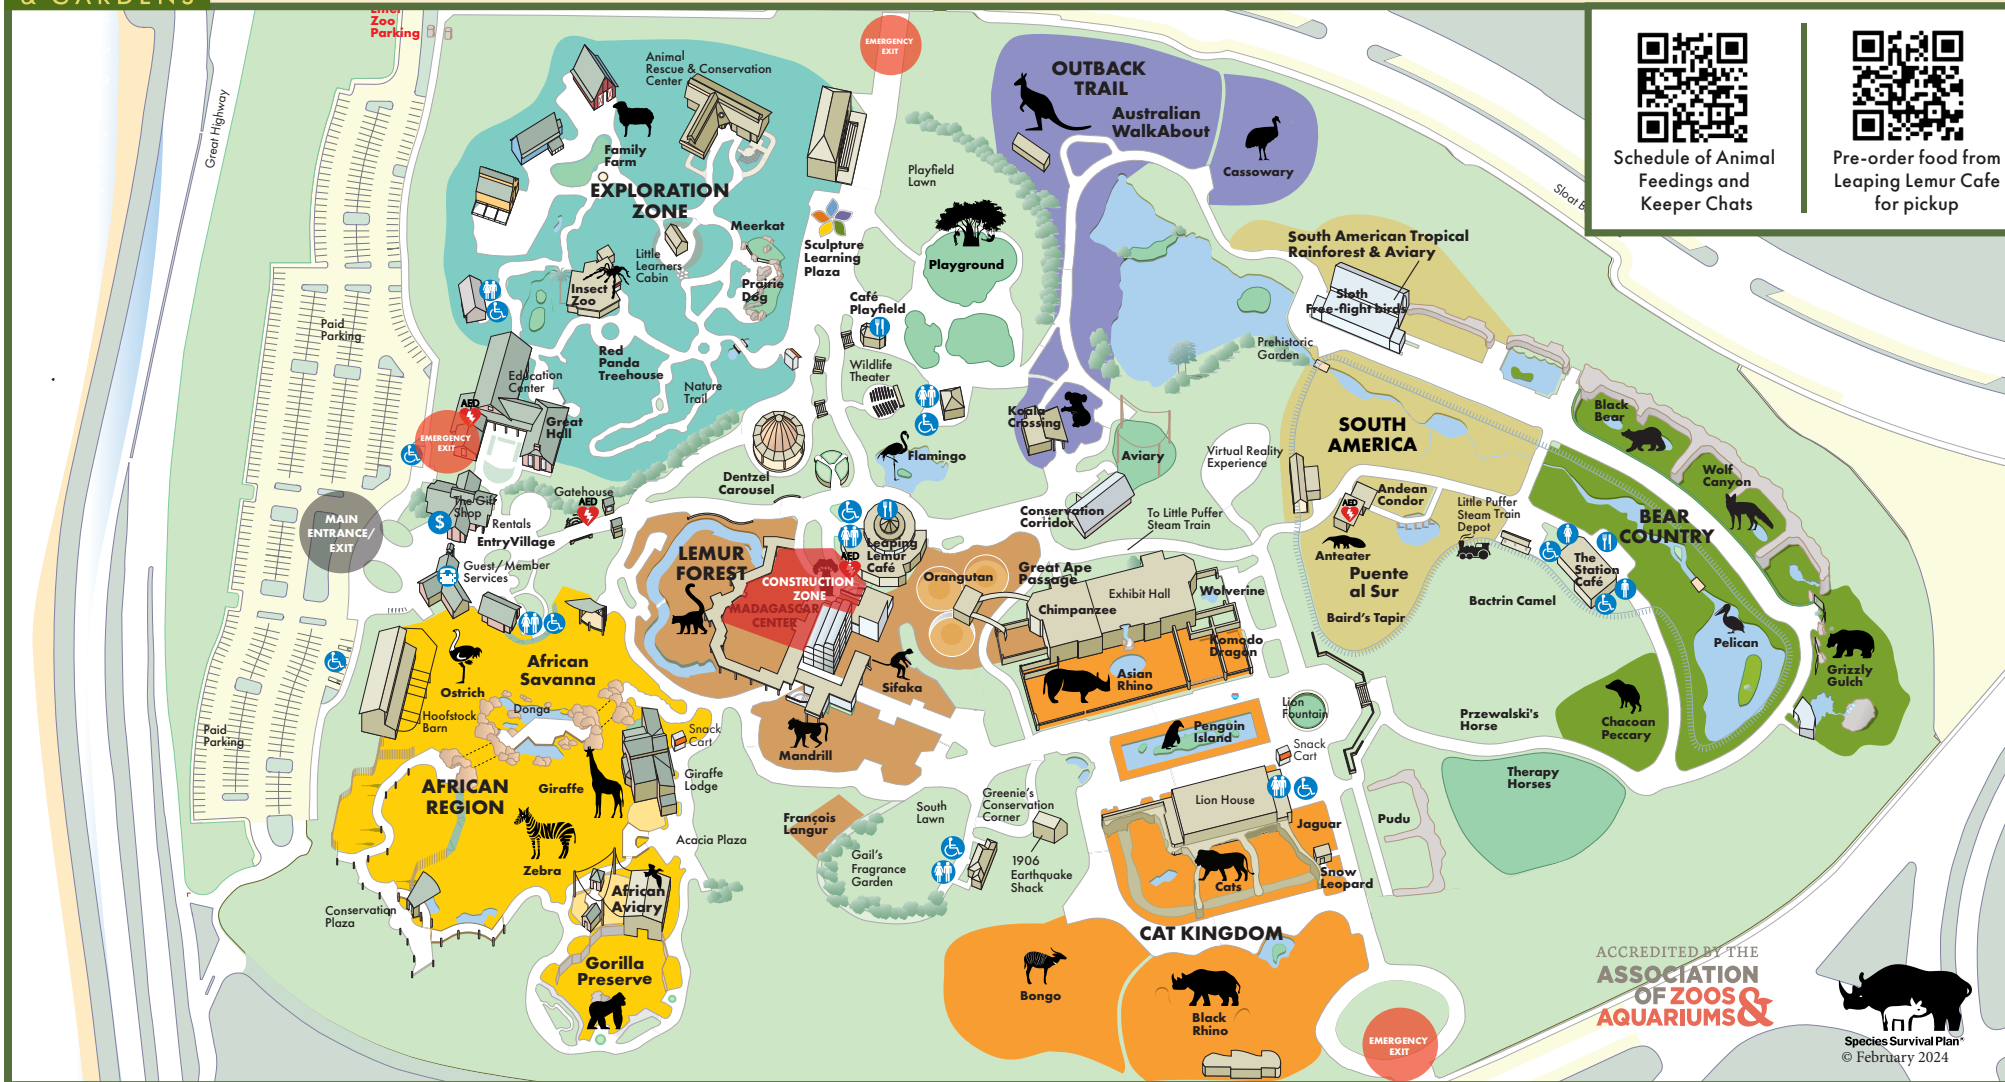 & GARDENS
Enter
Zoo
Parking
Great Highway
EMERGENCY
EXIT
Animal
Rescue & Conservation
Center
Family
Farm
EXPLORATION
ZONE
Meerkat
Little
Learners
Cabin
Insect
Zoo
Prairie
Dog
Sculpture
Learning
Plaza
Red
Panda
Treehouse
Nature
Trail
Education
Center
Great
Hall
AED
EMERGENCY
EXIT
Paid
Parking
OUTBACK
TRAIL
Australian
WalkAbout
Cassowary
Playfield
Lawn
Playground
Café
Playfield
Wildlife
Theater
Koala
Crossing
Flamingo
Aviary
Dentzel
Carousel
Schedule of Animal
Feedings and
Keeper Chats
Pre-order food from
Leaping Lemur Cafe
for pickup
South American Tropical
Rainforest & Aviary
Sloth
Free-flight birds
Prehistoric
Garden
Virtual Reality
Experience
SOUTH
AMERICA
Andean
Condor
AED
Anteater
Puente
al Sur
Baird's Tapir
Little Puffer
Steam Train
Depot
Black
Bear
Wolf
Canyon
BEAR
COUNTRY
The
Station
Café
Bactrin Camel
Pelican
Grizzly
Gulch
Chacoan
Peccary
Przewalski's
Horse
Therapy
Horses
MAIN
ENTRANCE/
EXIT
The Gift
Shop
$
Rentals
Gatehouse
AED
EntryVillage
Guest/Member
Services
LEMUR
FOREST
CONSTRUCTION
ZONE
MADAGASCAR
CENTER
AED
Leaping
Lemur
Café
Orangutan
Conservation
Corridor
To Little Puffer
Steam Train
Great Ape
Passage
Chimpanzee
Exhibit Hall
Wolverine
Komodo
Dragon
Asian
Rhino
Sifaka
Mandrill
Penguin
Island
Lion
Fountain
Snack
Cart
Lion House
Jaguar
Snow
Leopard
Cats
Pudu
CAT KINGDOM
Bongo
Black
Rhino
EMERGENCY
EXIT
African
Savanna
Ostrich
Hoofstock
Barn
Donga
Snack
Cart
Giraffe
Lodge
Giraffe
AFRICAN
REGION
Zebra
Acacia Plaza
African
Aviary
Conservation
Plaza
Gorilla
Preserve
Paid
Parking
François
Langur
South
Lawn
Gail's
Fragrance
Garden
Greenie's
Conservation
Corner
1906
Earthquake
Shack
ACCREDITED BY THE
ASSOCIATION
OF ZOOS
AQUARIUMS &
Species Survival Plan®
© February 2024